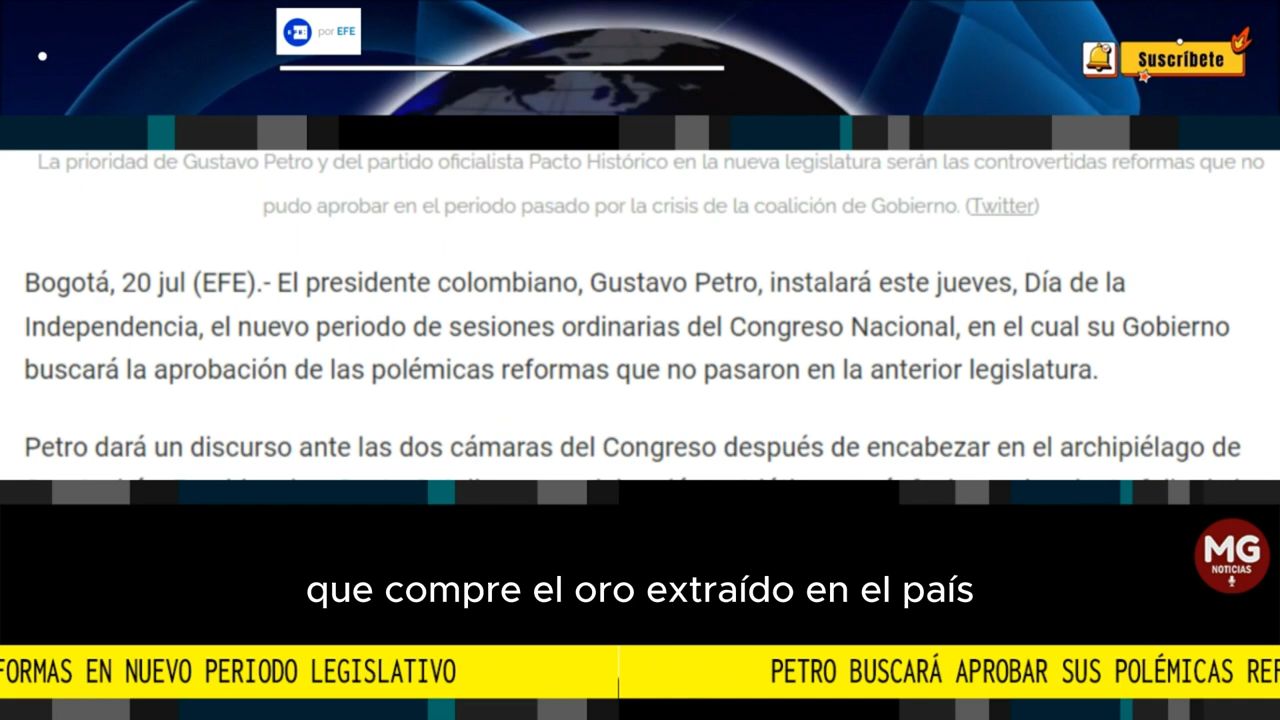 EFE: por EFE
Suscríbete
La prioridad de Gustavo Petro y del partido oficialista Pacto Histórico en la nueva legislatura serán las controvertidas reformas que no
pudo aprobar en el periodo pasado por la crisis de la coalición de Gobierno. (Twitter)
Bogotá, 20 jul (EFE).- El presidente colombiano, Gustavo Petro, instalará este jueves, Día de la
Independencia, el nuevo periodo de sesiones ordinarias del Congreso Nacional, en el cual su Gobierno
buscará la aprobación de las polémicas reformas que no pasaron en la anterior legislatura.
Petro dará un discurso ante las dos cámaras del Congreso después de encabezar en el archipiélago de
MG
NOTICIAS
que compre el oro extraído en el país
FORMAS EN NUEVO PERIODO LEGISLATIVO PETRO BUSCARÁ APROBAR SUS POLÉMICAS REF